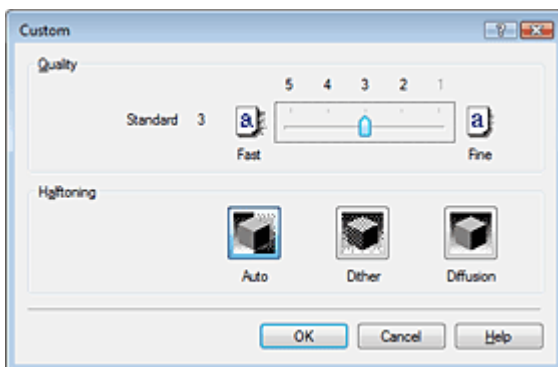 Custom
Quality
5 4 3 2 1
Standard 3
a a
Fast Fine
Halftoning
Auto Dither Diffusion
OK Cancel Help